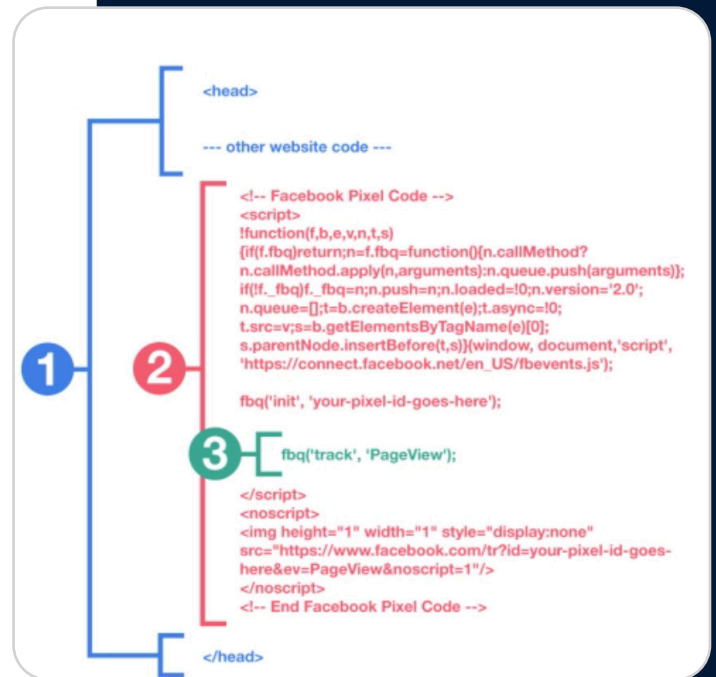 <head>
--- other website code ---
<!-- Facebook Pixel Code -->
<script>
!function(f,b,e,v,n,t,s)
{if(f.fbq)return;n=f.fbq=function(){n.callMethod?
n.callMethod.apply(n,arguments):n.queue.push(arguments)};
if(!f._fbq)f._fbq=n;n.push=n;n.loaded=!0;n.version='2.0';
n.queue=[];t=b.createElement(e);t.async=!0;
t.src=v;s=b.getElementsByTagName(e)[0];
s.parentNode.insertBefore(t,s)}(window, document,'script',
'https://connect.facebook.net/en_US/fbevents.js');
1
2
fbq('init', 'your-pixel-id-goes-here');
3
fbq('track', 'PageView');
</script>
<noscript>
<img height="1" width="1" style="display:none"
src="https://www.facebook.com/tr?id=your-pixel-id-goes-
here&ev=PageView&noscript=1"/>
</noscript>
<!-- End Facebook Pixel Code -->
</head>